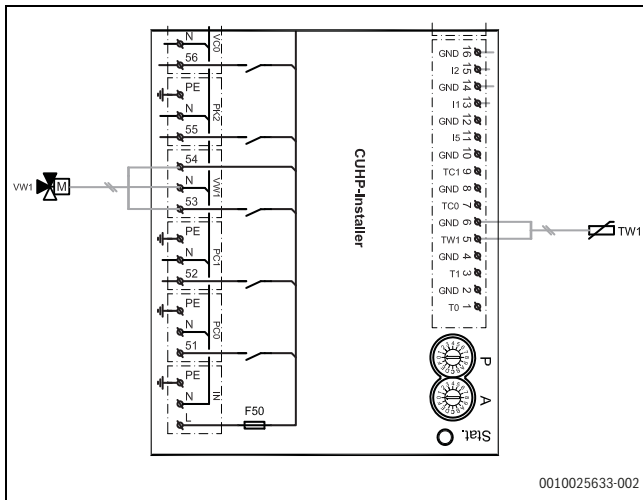 N
56
VC0
PE
N
55
PK2
54
N
53
VW1
VW1
M
PE
N
52
PC1
PE
N
51
PC0
PE
N
L
IN
F50
CUHP-Installer
GND 16
I2 15
GND 14
I1 13
GND 12
I5 11
GND 10
TC1 9
GND 8
TC0 7
GND 6
TW1 5
GND 4
T1 3
GND 2
T0 1
TW1
P
A
Stat.
0010025633-002